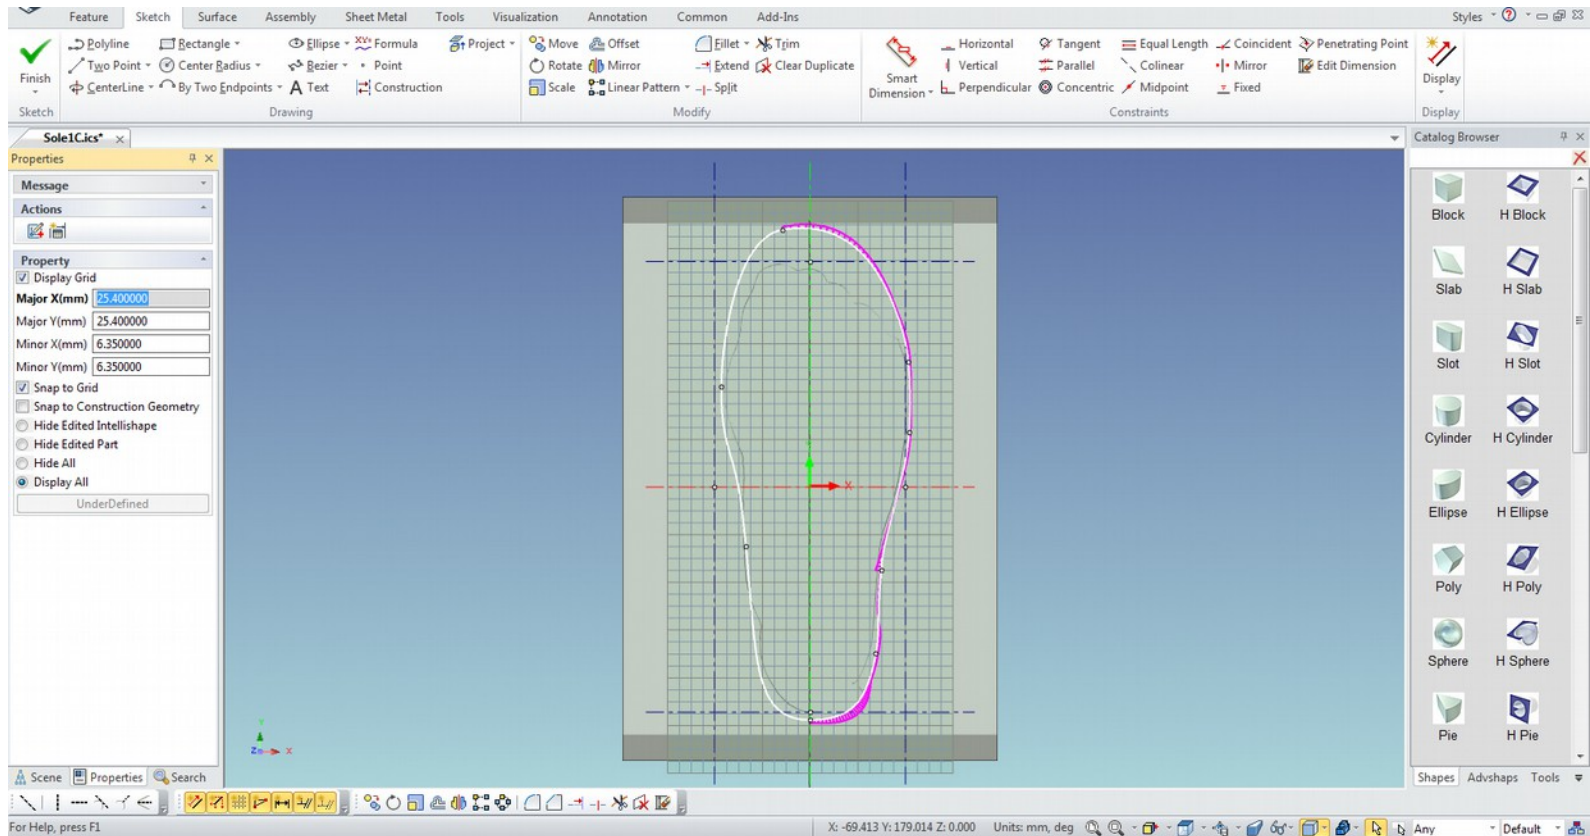 Feature Sketch Surface Assembly Sheet Metal Tools Visualization Annotation Common Add-Ins Styles
Polyline Rectangle Ellipse Formula Project Move Offset Fillet Trim Horizontal Tangent Equal Length Coincident Penetrating Point
Two Point Center Radius Bezier Point Rotate Mirror Extend Clear Duplicate Vertical Parallel Colinear Mirror Edit Dimension
CenterLine By Two Endpoints Text Construction Scale Linear Pattern Split Perpendicular Concentric Midpoint Fixed
Finish
Smart
Dimension
Display
Sketch Drawing Modify Constraints Display
Sole1C.ics*
Properties
Message
Actions
Property
Display Grid
Major X(mm) 25.400000
Major Y(mm) 25.400000
Minor X(mm) 6.350000
Minor Y(mm) 6.350000
Snap to Grid
Snap to Construction Geometry
Hide Edited Intellishape
Hide Edited Part
Hide All
Display All
UnderDefined
Scene Properties Search
X
Y
Z X
Catalog Browser
Block H Block
Slab H Slab
Slot H Slot
Cylinder H Cylinder
Ellipse H Ellipse
Poly H Poly
Sphere H Sphere
Pie H Pie
Shapes Advshaps Tools
For Help, press F1 X: -69.413 Y: 179.014 Z: 0.000 Units: mm, deg Any Default